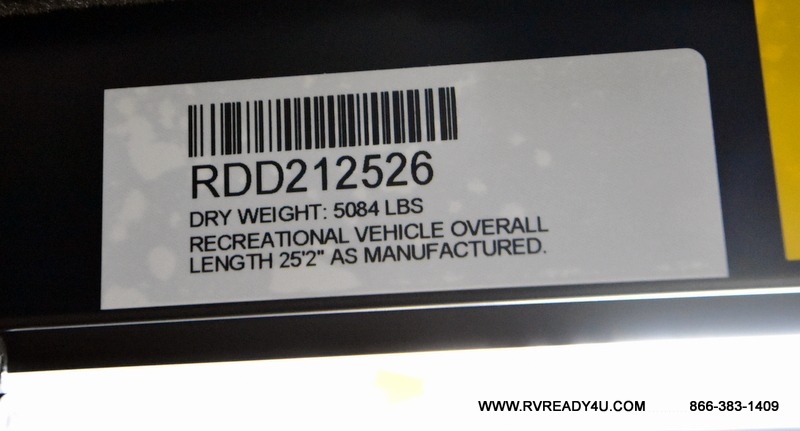 RDD212526
DRY WEIGHT: 5084 LBS
RECREATIONAL VEHICLE OVERALL
LENGTH 25'2" AS MANUFACTURED.
WWW.RVREADY4U.COM 866-383-1409